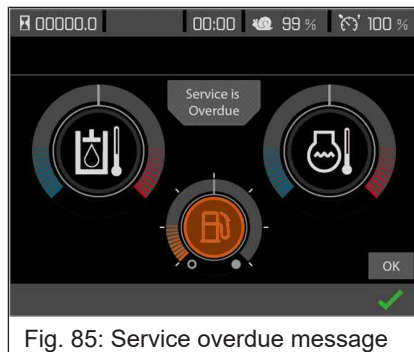 00000.0 00:00 99 % 100 %
Service is
Overdue
OK
Fig. 85: Service overdue message